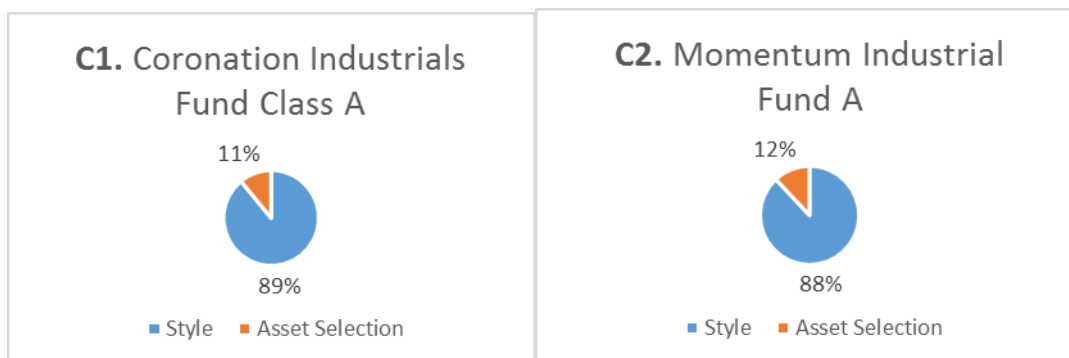 C1. Coronation Industrials
Fund Class A
11%
89%
Style Asset Selection
C2. Momentum Industrial
Fund A
12%
88%
Style Asset Selection